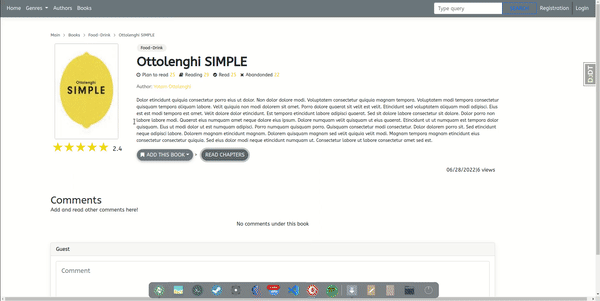 Home Genres Authors Books Type query Registration Login
Main > Books > Food-Drink > Ottolenghi SIMPLE
Food-Drink
Ottolenghi SIMPLE
Plan to read 23 Reading 23 Read 23 Abandonded 32
Author: Yotam Ottolenghi
Ottolenghi
SIMPLE
Dolor etincidunt quiquia consectetur porro eius ut dolor. Non dolor dolore modi. Voluptatem consectetur quiquia magnam tempora. Voluptatem modi tempora consectetur
quisquam tempora aliquam labore. Velit quiquia non modi dolorem sit amet. Porro dolore quaerat sit velit est velit. Etincidunt sed voluptatem aliquam modi adipisci. Eius
est est modi tempora est amet. Velit dolore dolor etincidunt. Est tempora etincidunt labore adipisci quaerat. Sed sit dolore labore consectetur sit dolore. Dolor porro non
labore modi. Quaerat eius numquam amet neque dolore eius ipsum. Dolore numquam velit quisquam ut eius quaerat. Etincidunt ut ut numquam est tempora dolor
quisquam. Eius ut modi dolor ut est numquam adipisci. Porro numquam quisquam porro. Quisquam consectetur modi consectetur. Dolor dolorem porro sit. Sed etincidunt
neque adipisci labore. Dolorem magnam etincidunt magnam. Dolorem quisquam magnam sed velit quiquia velit modi. Magnam tempora magnam etincidunt eius
consectetur consectetur quiquia. Sed eius dolor modi neque etincidunt numquam ut. Consectetur labore ut labore consectetur amet sed est.
2.4
ADD THIS BOOK + READ CHAPTERS
06/28/2022|6 views
DJDT
Comments
Add and read other comments here!
No comments under this book
Guest
Comment